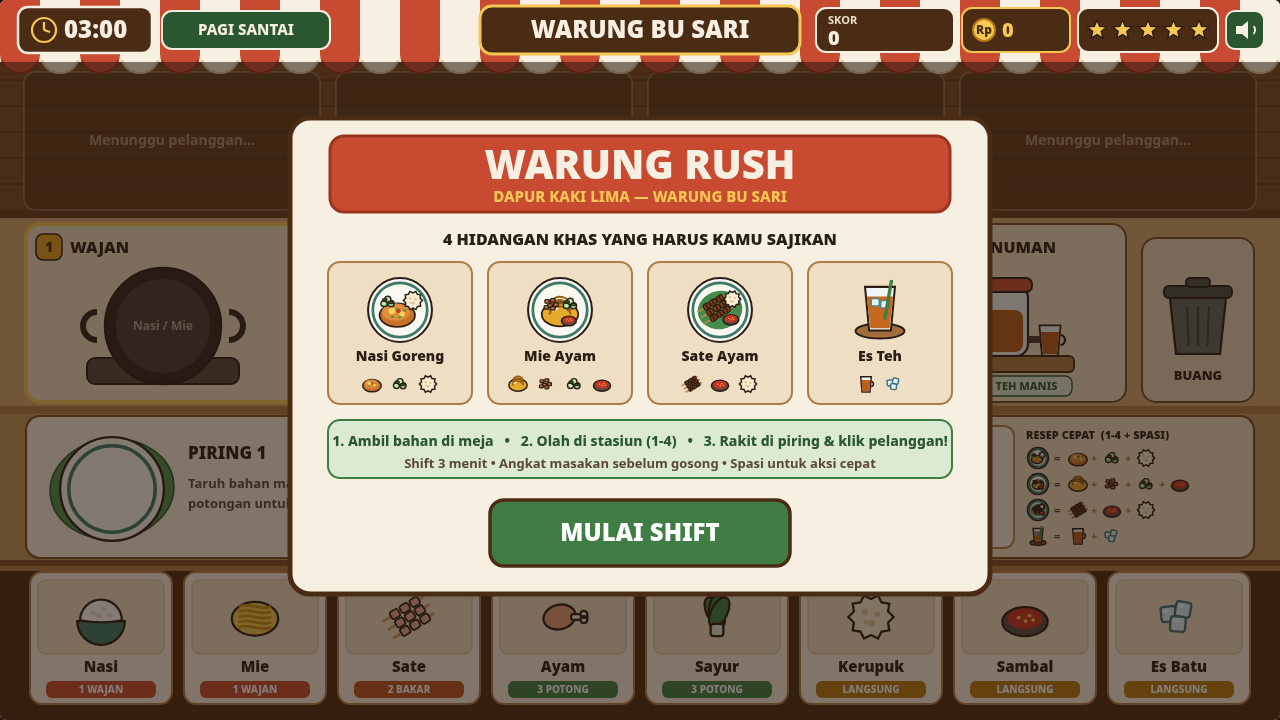 03:00
PAGI SANTAI
WARUNG BU SARI
SKOR
0
Rp 0
Menunggu pelanggan...
Menunggu pelanggan...
WARUNG RUSH
DAPUR KAKI LIMA — WARUNG BU SARI
4 HIDANGAN KHAS YANG HARUS KAMU SAJIKAN
Nasi Goreng
Mie Ayam
Sate Ayam
Es Teh
1. Ambil bahan di meja • 2. Olah di stasiun (1-4) • 3. Rakit di piring & klik pelanggan!
Shift 3 menit • Angkat masakan sebelum gosong • Spasi untuk aksi cepat
MULAI SHIFT
1 WAJAN
Nasi / Mie
NUMAN
TEH MANIS
BUANG
PIRING 1
Taruh bahan ma
potongan untu
RESEP CEPAT (1-4 + SPASI)
= + +
= + + +
= + +
= +
Nasi
1 WAJAN
Mie
1 WAJAN
Sate
2 BAKAR
Ayam
3 POTONG
Sayur
3 POTONG
Kerupuk
LANGSUNG
Sambal
LANGSUNG
Es Batu
LANGSUNG